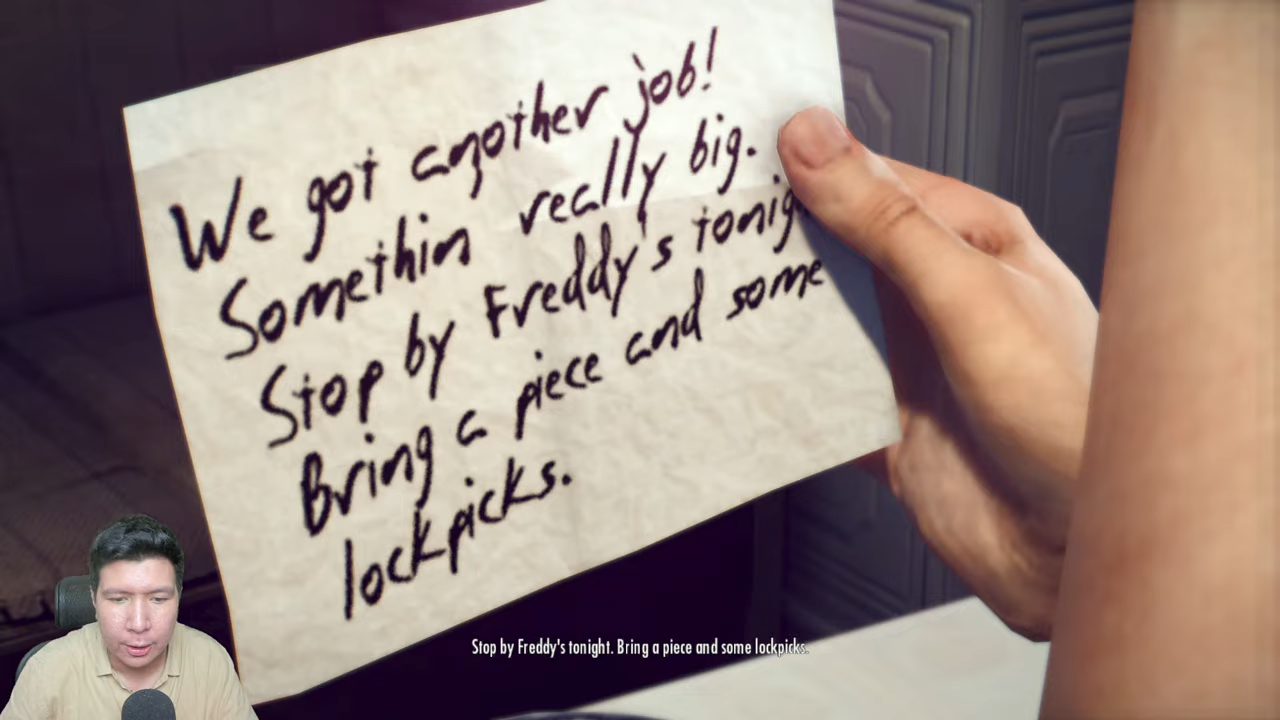 We got another job!
Somethin really big.
Stop by Freddy's tonig
Bring a piece and some
lockpicks.
Stop by Freddy's tonight. Bring a piece and some lockpicks.